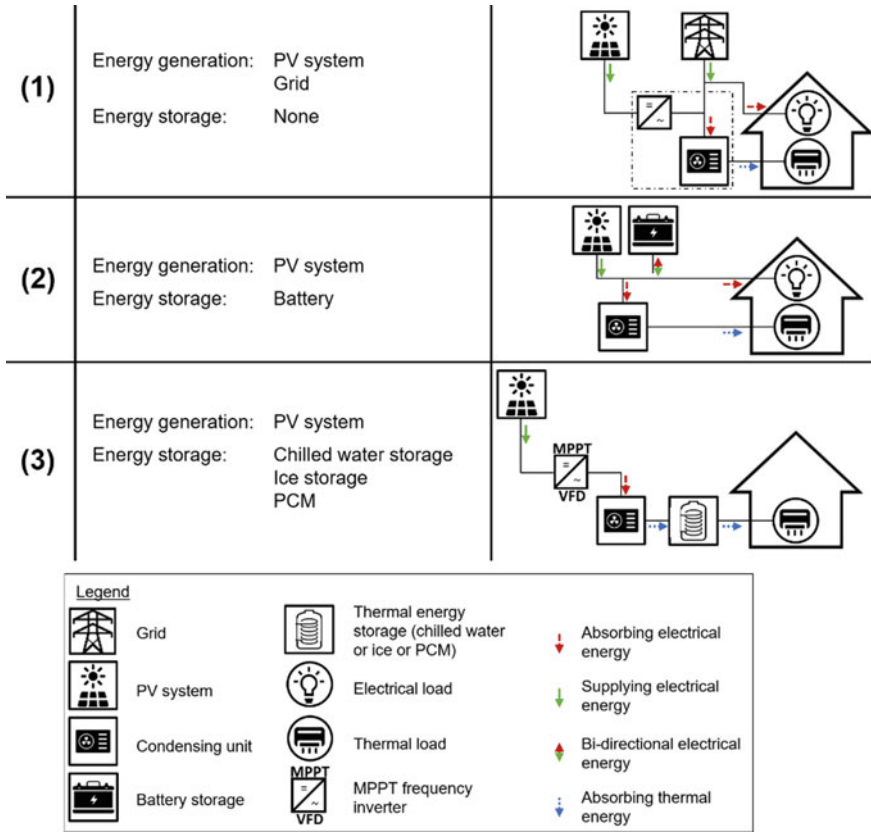 (1)
Energy generation: PV system
Grid
Energy storage: None
=
~
(2)
Energy generation: PV system
Energy storage: Battery
(3)
Energy generation: PV system
Energy storage: Chilled water storage
Ice storage
PCM
MPPT
=
~
VFD
Legend
Grid
PV system
Condensing unit
Battery storage
Thermal energy
storage (chilled water
or ice or PCM)
Electrical load
Thermal load
MPPT
=
~
VFD
MPPT frequency
inverter
Absorbing electrical
energy
Supplying electrical
energy
Bi-directional electrical
energy
Absorbing thermal
energy